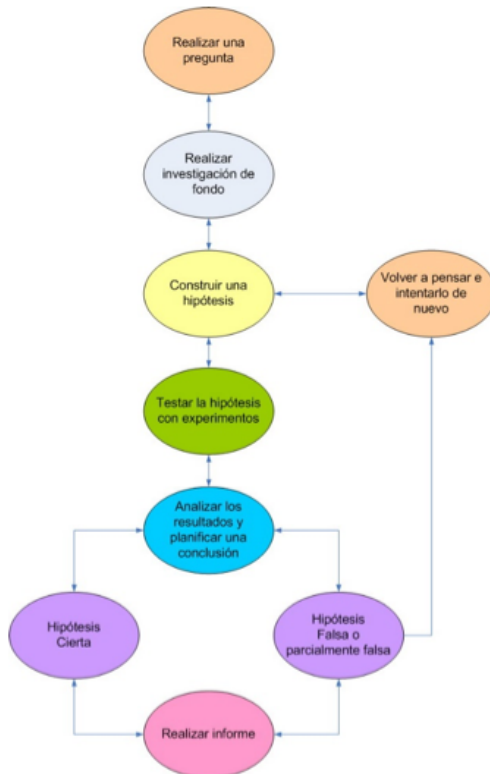 Realizar una
pregunta
Realizar
investigación de
fondo
Construir una
hipótesis
Volver a pensar e
intentarlo de
nuevo
Testar la hipótesis
con experimentos
Analizar los
resultados y
planificar una
conclusión
Hipótesis
Cierta
Hipótesis
Falsa o
parcialmente falsa
Realizar informe